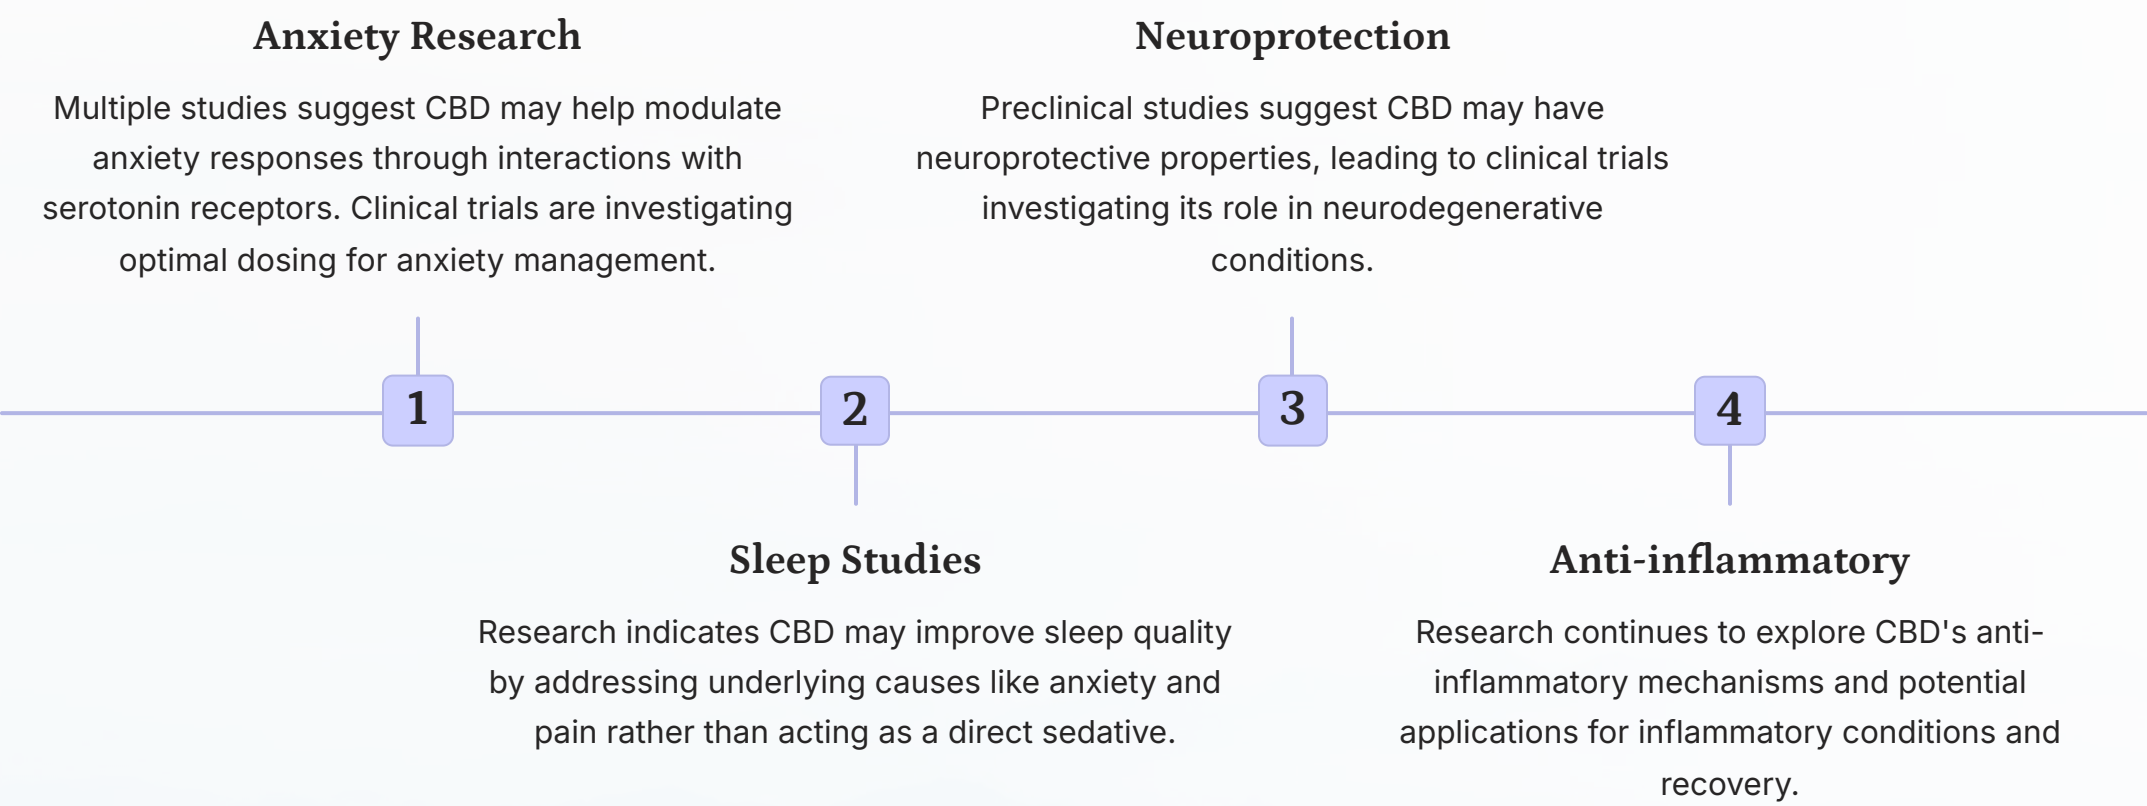 Anxiety Research
Multiple studies suggest CBD may help modulate
anxiety responses through interactions with
serotonin receptors. Clinical trials are investigating
optimal dosing for anxiety management.
1
2
Sleep Studies
Research indicates CBD may improve sleep quality
by addressing underlying causes like anxiety and
pain rather than acting as a direct sedative.
Neuroprotection
Preclinical studies suggest CBD may have
neuroprotective properties, leading to clinical trials
investigating its role in neurodegenerative
conditions.
3
4
Anti-inflammatory
Research continues to explore CBD's anti-
inflammatory mechanisms and potential
applications for inflammatory conditions and
recovery.